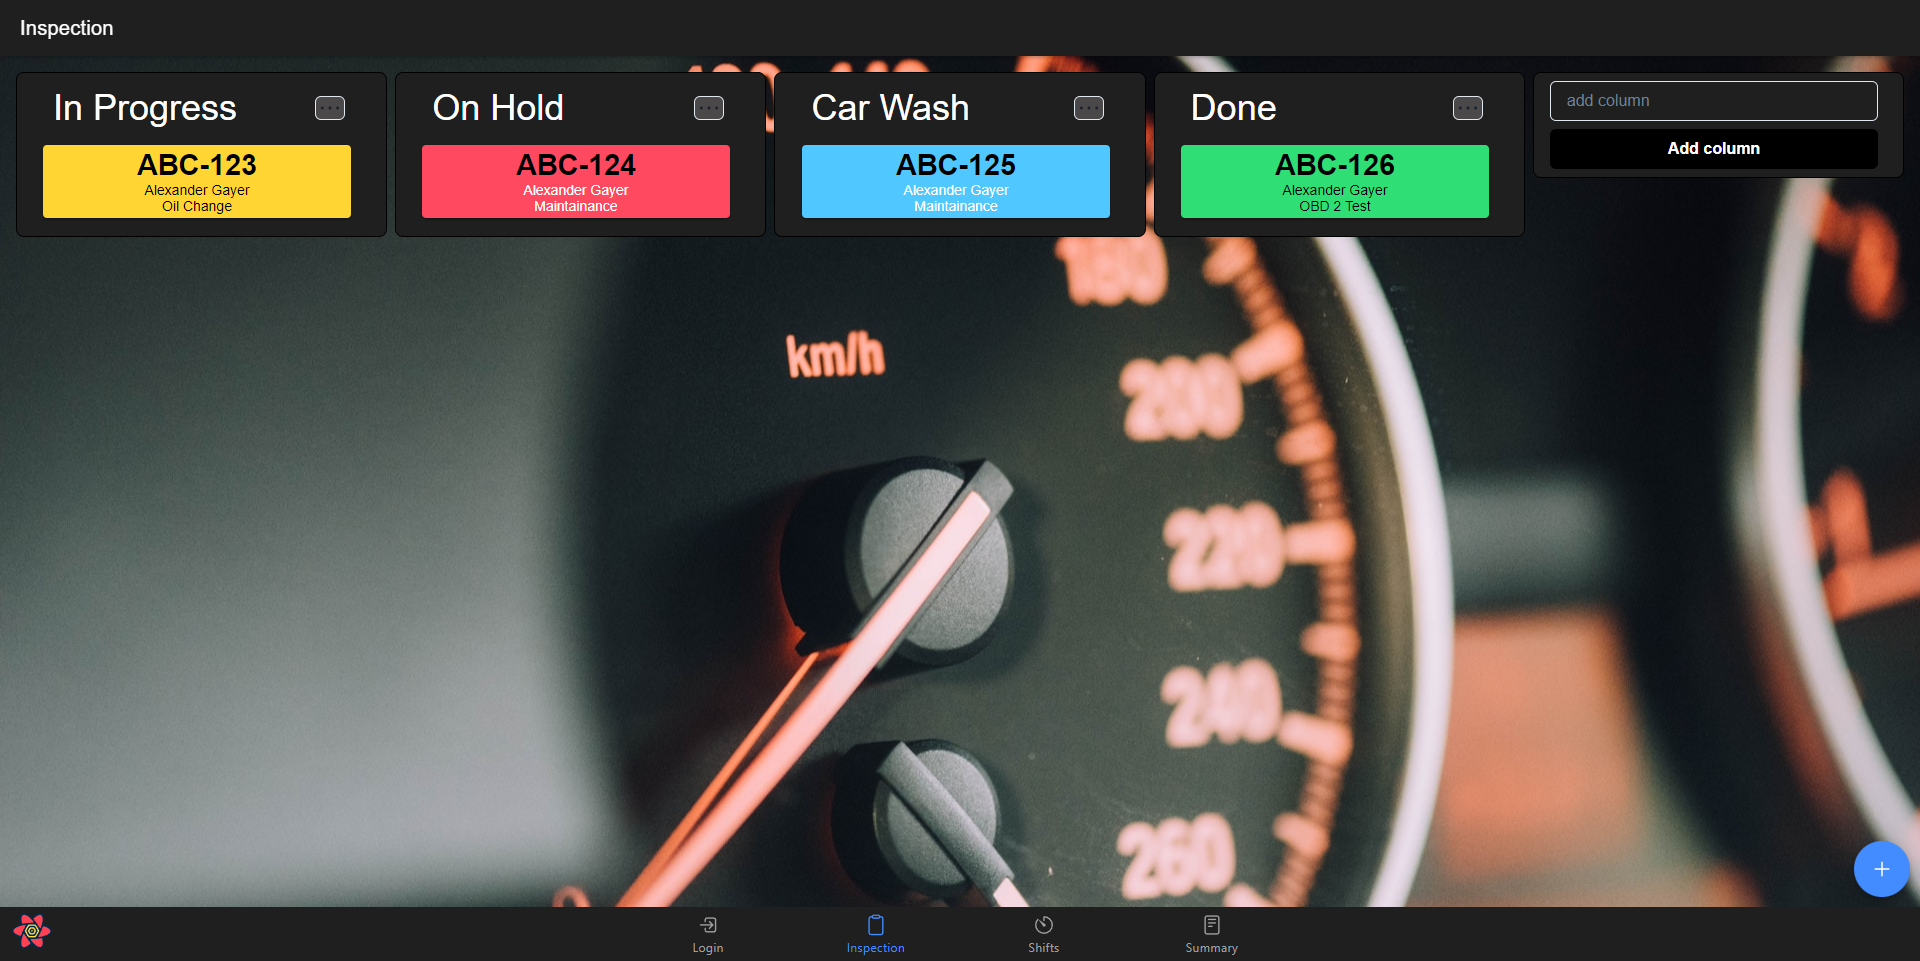 Inspection
In Progress
ABC-123
Alexander Gayer
Oil Change
On Hold
ABC-124
Alexander Gayer
Maintainance
Car Wash
ABC-125
Alexander Gayer
Maintainance
Done
ABC-126
Alexander Gayer
OBD 2 Test
add column
Add column
km/h
180
200
220
240
260
Login
Inspection
Shifts
Summary